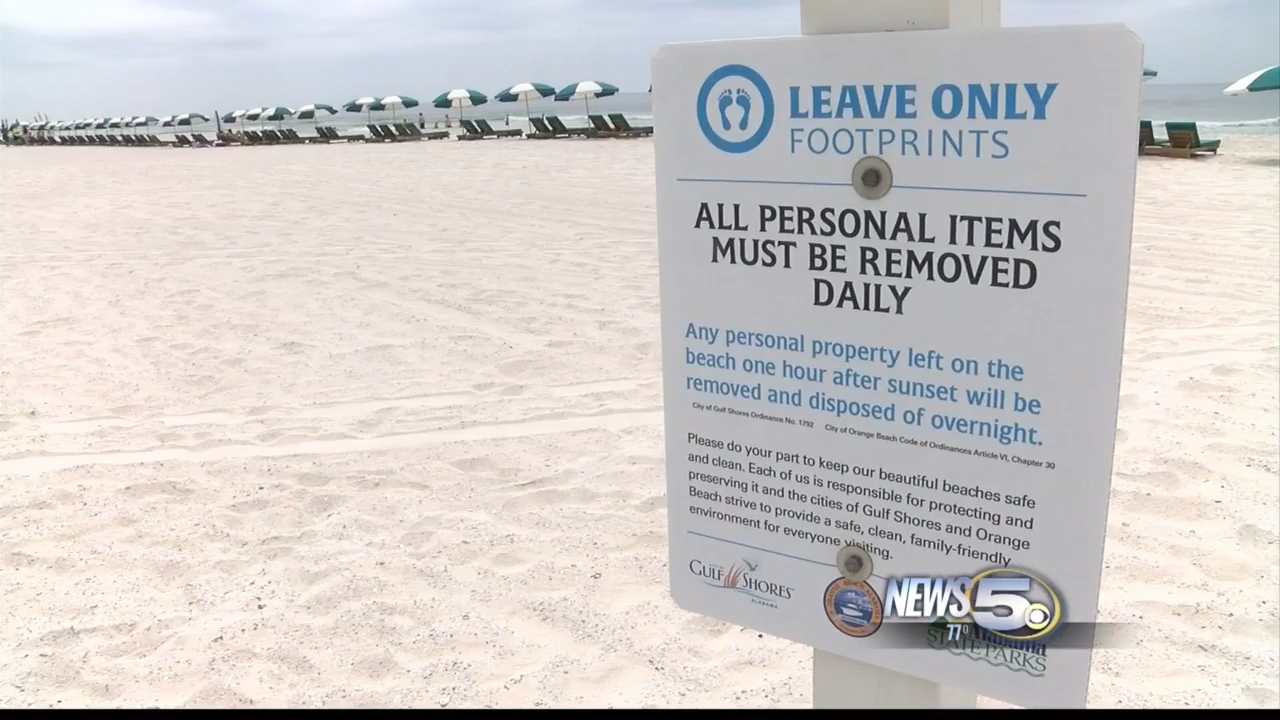 LEAVE ONLY
FOOTPRINTS
ALL PERSONAL ITEMS
MUST BE REMOVED
DAILY
Any personal property left on the
beach one hour after sunset will be
removed and disposed of overnight.
City of Gulf Shores Ordinance No. 1792 City of Orange Beach Code of Ordinances Article VI, Chapter 30
Please do your part to keep our beautiful beaches safe
and clean. Each of us is responsible for protecting and
preserving it and the cities of Gulf Shores and Orange
Beach strive to provide a safe, clean, family-friendly
environment for everyone visiting.
GULF SHORES
ALABAMA
NEWS 5
77°
Alabama
STATE PARKS